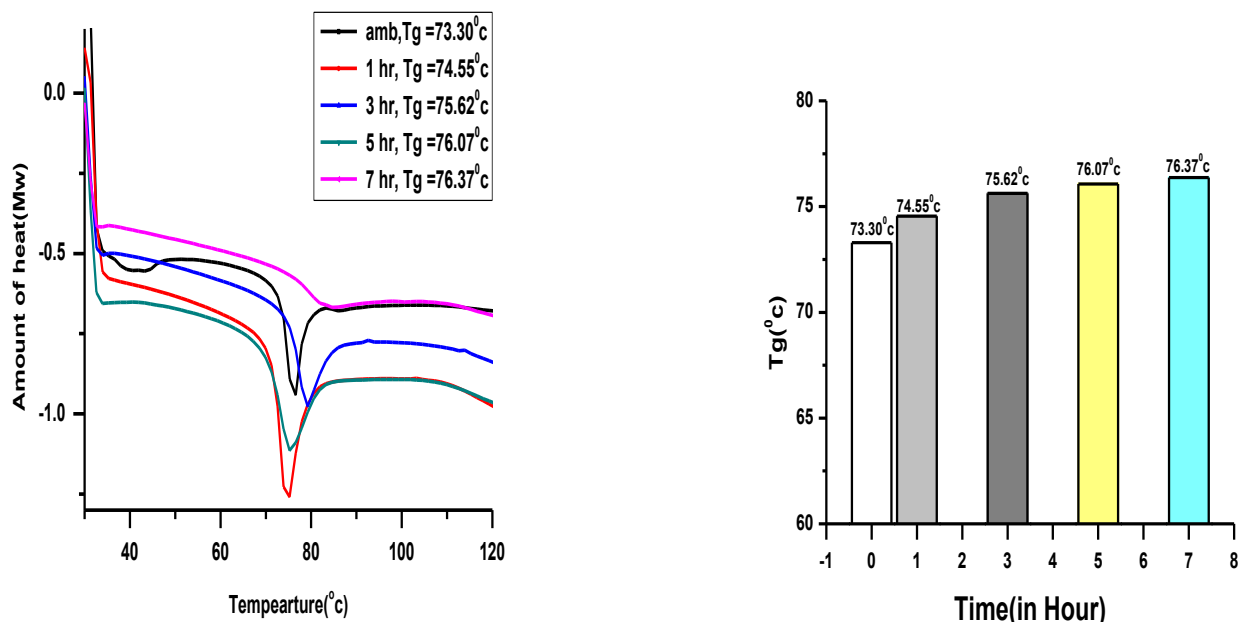 amb,Tg =73.30⁰c
1 hr, Tg =74.55⁰c
3 hr, Tg =75.62⁰c
5 hr, Tg =76.07⁰c
7 hr, Tg =76.37⁰c
0.0
-0.5
-1.0
Amount of heat(Mw)
40 60 80 100 120
Tempearture(⁰c)
80
75
70
65
60
Tg(⁰c)
73.30⁰c
74.55⁰c
75.62⁰c
76.07⁰c
76.37⁰c
-1 0 1 2 3 4 5 6 7 8
Time(in Hour)